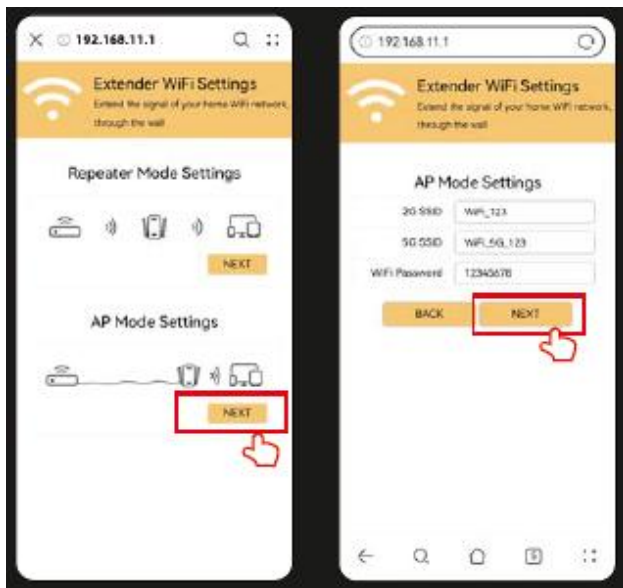 192.168.11.1
Extender WiFi Settings
Extend the signal of your home WiFi network,
through the wall
Repeater Mode Settings
NEXT
AP Mode Settings
NEXT
192.168.11.1
Extender WiFi Settings
Extend the signal of your home WiFi network,
through the wall
AP Mode Settings
2G SSID WiFi_123
5G SSID WiFi_5G_123
WiFi Password 12345678
BACK NEXT